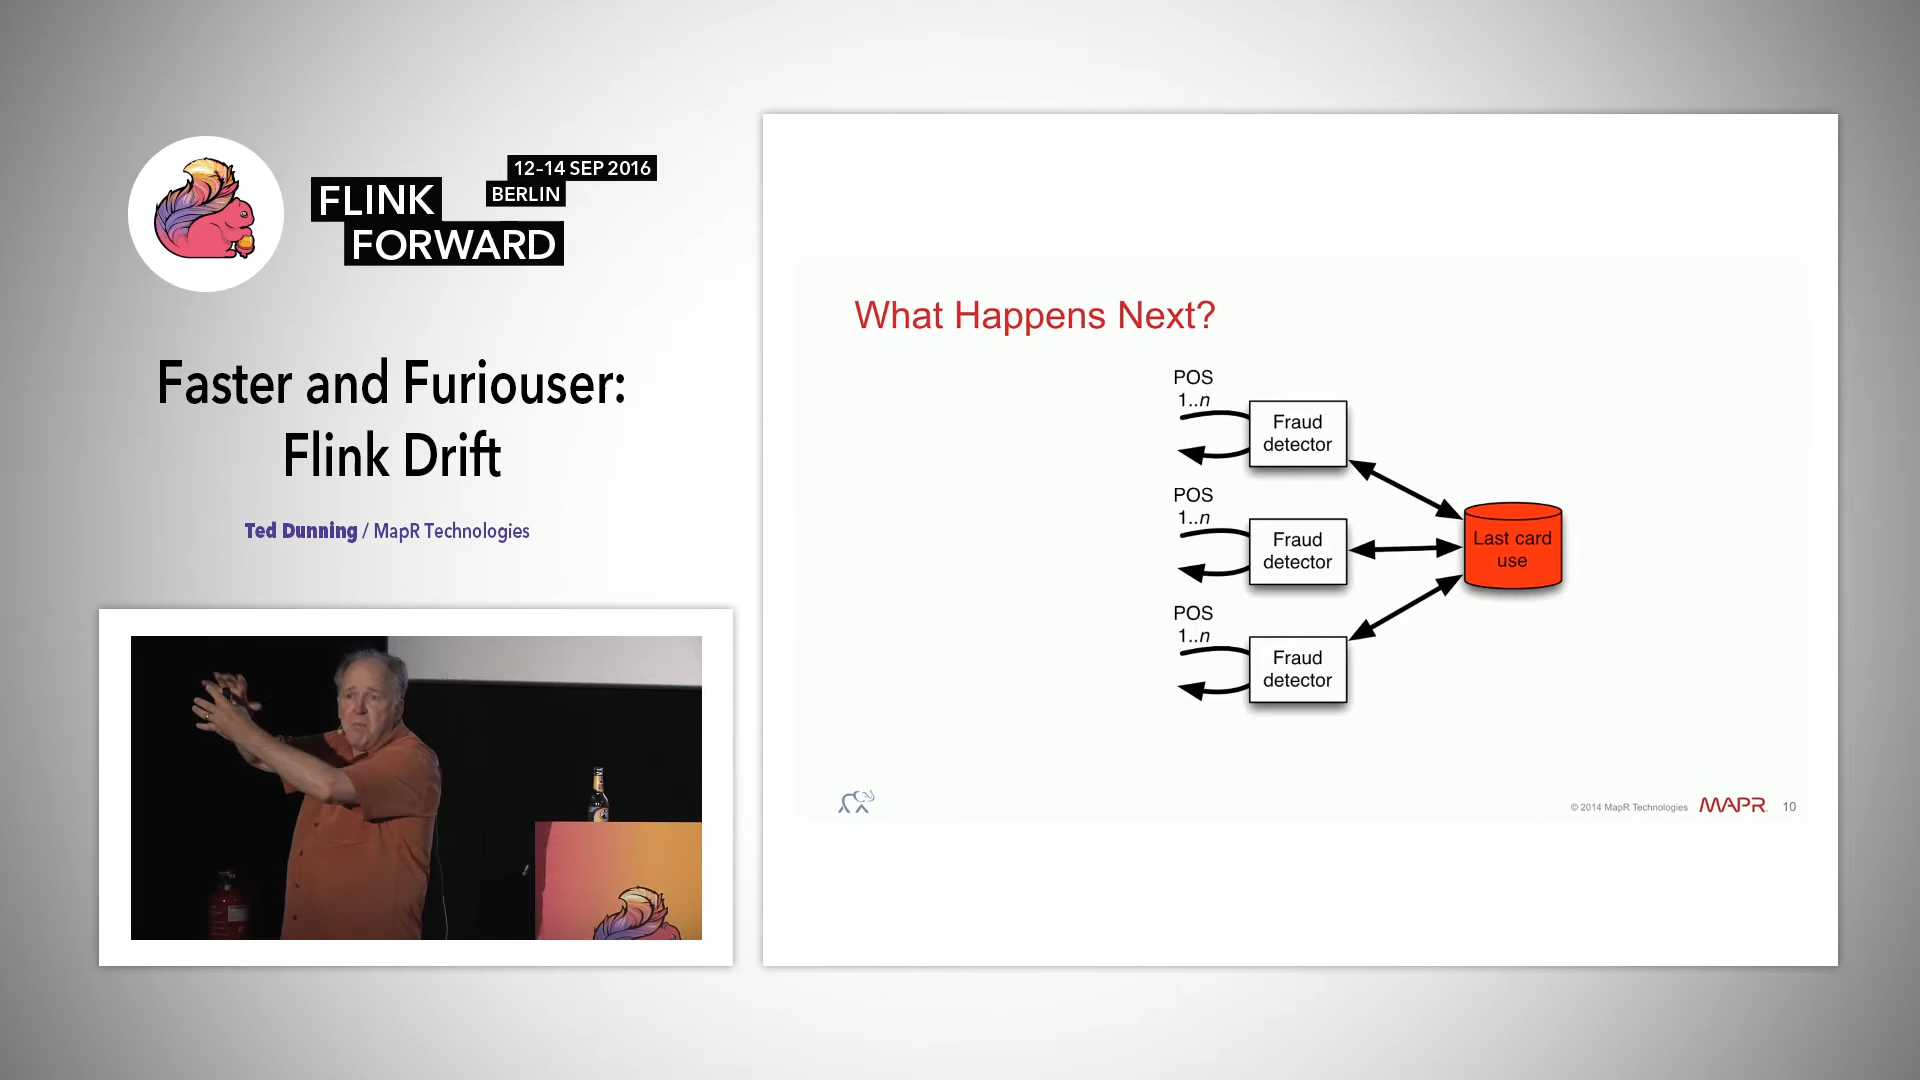 12–14 SEP 2016
BERLIN
FLINK
FORWARD
Faster and Furiouser:
Flink Drift
Ted Dunning / MapR Technologies
What Happens Next?
POS
1..n
Fraud
detector
POS
1..n
Fraud
detector
Last card
use
POS
1..n
Fraud
detector
© 2014 MapR Technologies
MAPR
10